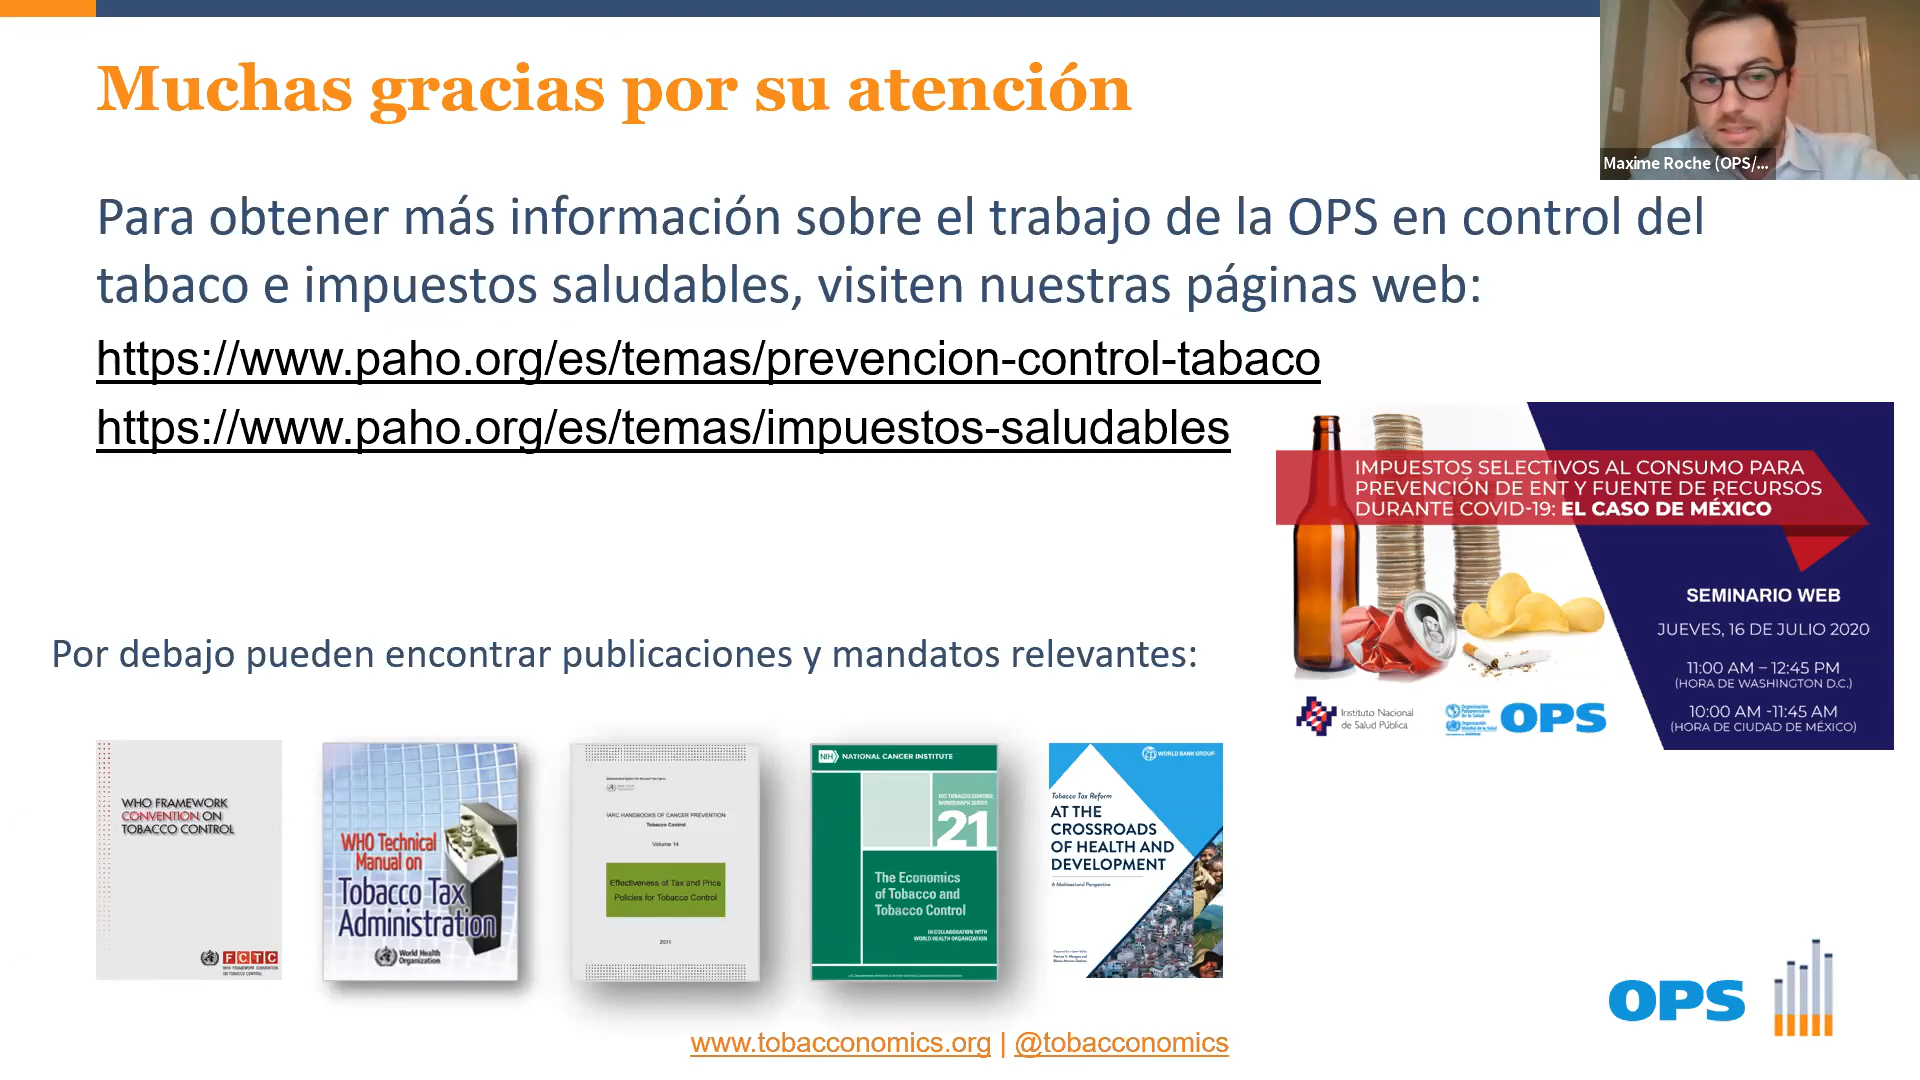 Muchas gracias por su atención
Maxime Roche (OPS/...
Para obtener más información sobre el trabajo de la OPS en control del
tabaco e impuestos saludables, visiten nuestras páginas web:
https://www.paho.org/es/temas/prevencion-control-tabaco
https://www.paho.org/es/temas/impuestos-saludables
IMPUESTOS SELECTIVOS AL CONSUMO PARA
PREVENCIÓN DE ENT Y FUENTE DE RECURSOS
DURANTE COVID-19: EL CASO DE MÉXICO
SEMINARIO WEB
JUEVES, 16 DE JULIO 2020
11:00 AM – 12:45 PM
(HORA DE WASHINGTON D.C.)
10:00 AM -11:45 AM
(HORA DE CIUDAD DE MÉXICO)
Instituto Nacional
de Salud Pública
OPS
Por debajo pueden encontrar publicaciones y mandatos relevantes:
WHO FRAMEWORK
CONVENTION ON
TOBACCO CONTROL
FCTC
WHO FRAMEWORK CONVENTION
ON TOBACCO CONTROL
WHO Technical
Manual on
Tobacco Tax
Administration
World Health
Organization
IARC HANDBOOKS OF CANCER PREVENTION
Tobacco Control
Volume 14
Effectiveness of Tax and Price
Policies for Tobacco Control
2011
NIH NATIONAL CANCER INSTITUTE
NCI TOBACCO CONTROL
MONOGRAPH SERIES
21
The Economics
of Tobacco and
Tobacco Control
IN COLLABORATION WITH
WORLD HEALTH ORGANIZATION
WORLD BANK GROUP
Tobacco Tax Reform
AT THE
CROSSROADS
OF HEALTH AND
DEVELOPMENT
A Multisectoral Perspective
OPS
www.tobacconomics.org | @tobacconomics